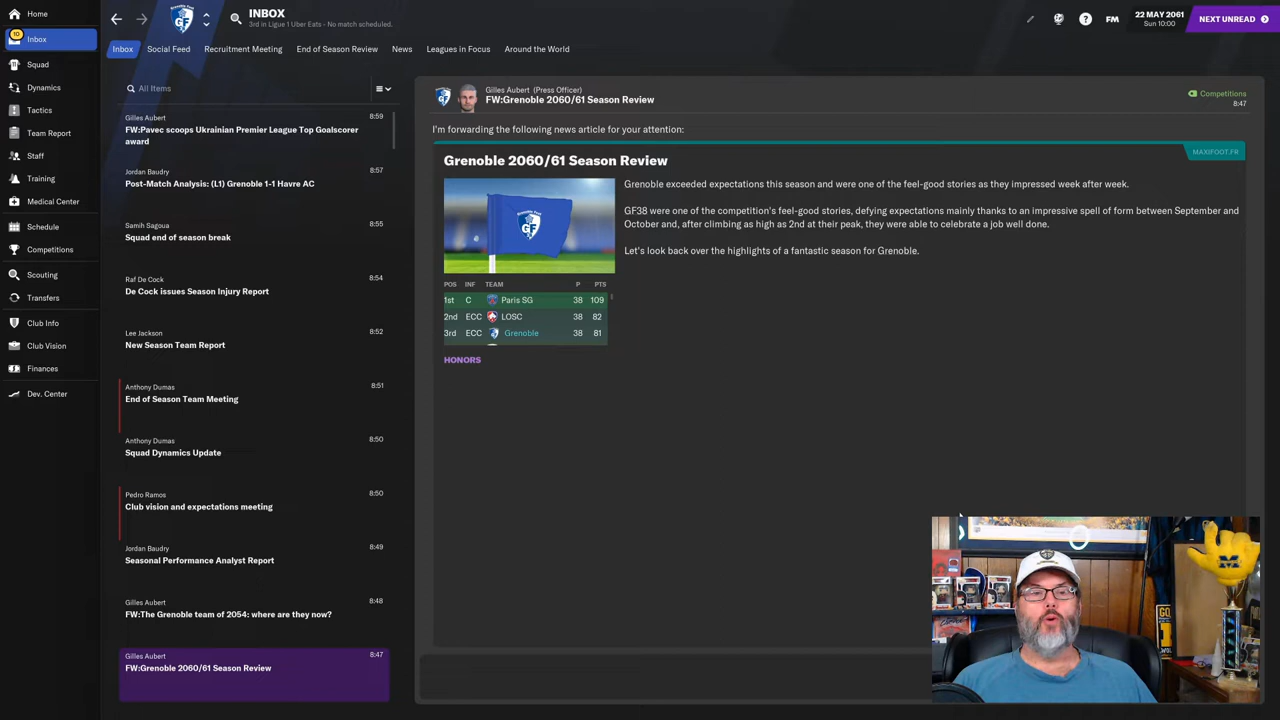 Home
INBOX
3rd in Ligue 1 Uber Eats - No match scheduled.
FM
22 MAY 2061
Sun 10:00
NEXT UNREAD
10
Inbox
Squad
Dynamics
Tactics
Team Report
Staff
Training
Medical Center
Schedule
Competitions
Scouting
Transfers
Club Info
Club Vision
Finances
Dev. Center
Inbox
Social Feed
Recruitment Meeting
End of Season Review
News
Leagues in Focus
Around the World
All Items
Gilles Aubert 8:59
FW:Pavec scoops Ukrainian Premier League Top Goalscorer
award
Jordan Baudry 8:57
Post-Match Analysis: (L1) Grenoble 1-1 Havre AC
Samih Sagoua 8:55
Squad end of season break
Raf De Cock 8:54
De Cock issues Season Injury Report
Lee Jackson 8:52
New Season Team Report
Anthony Dumas 8:51
End of Season Team Meeting
Anthony Dumas 8:50
Squad Dynamics Update
Pedro Ramos 8:50
Club vision and expectations meeting
Jordan Baudry 8:49
Seasonal Performance Analyst Report
Gilles Aubert 8:48
FW:The Grenoble team of 2054: where are they now?
Gilles Aubert 8:47
FW:Grenoble 2060/61 Season Review
Gilles Aubert (Press Officer)
FW:Grenoble 2060/61 Season Review
Competitions
8:47
I'm forwarding the following news article for your attention:
Grenoble 2060/61 Season Review
MAXIFOOT.FR
Grenoble exceeded expectations this season and were one of the feel-good stories as they impressed week after week.
GF38 were one of the competition's feel-good stories, defying expectations mainly thanks to an impressive spell of form between September and
October and, after climbing as high as 2nd at their peak, they were able to celebrate a job well done.
Let's look back over the highlights of a fantastic season for Grenoble.
POS INF TEAM P PTS
1st C Paris SG 38 109
2nd ECC LOSC 38 82
3rd ECC Grenoble 38 81
HONORS